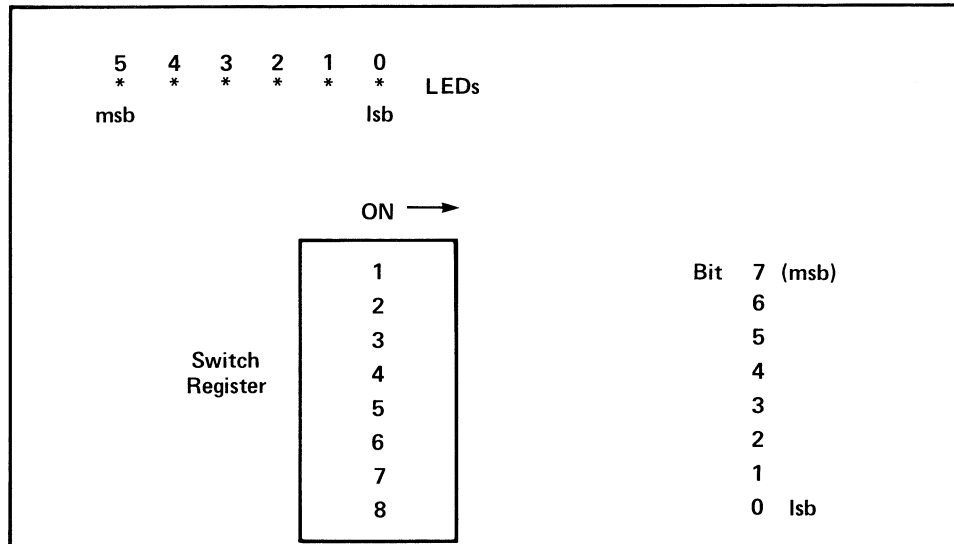 5 4 3 2 1 0
* * * * * * LEDs
msb lsb
ON
1 Bit 7 (msb)
2 6
3 5
Switch
4 4
Register
5 3
6 2
7 1
8 0 lsb